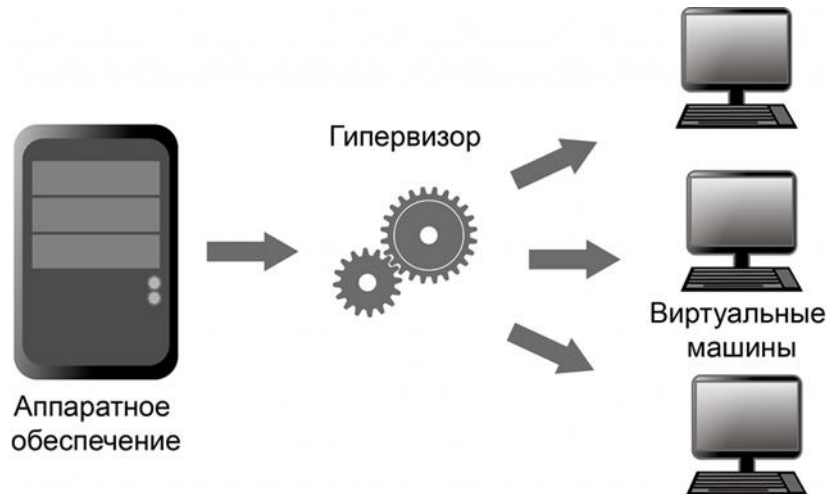 Гипервизор
Виртуальные
машины
Аппаратное
обеспечение